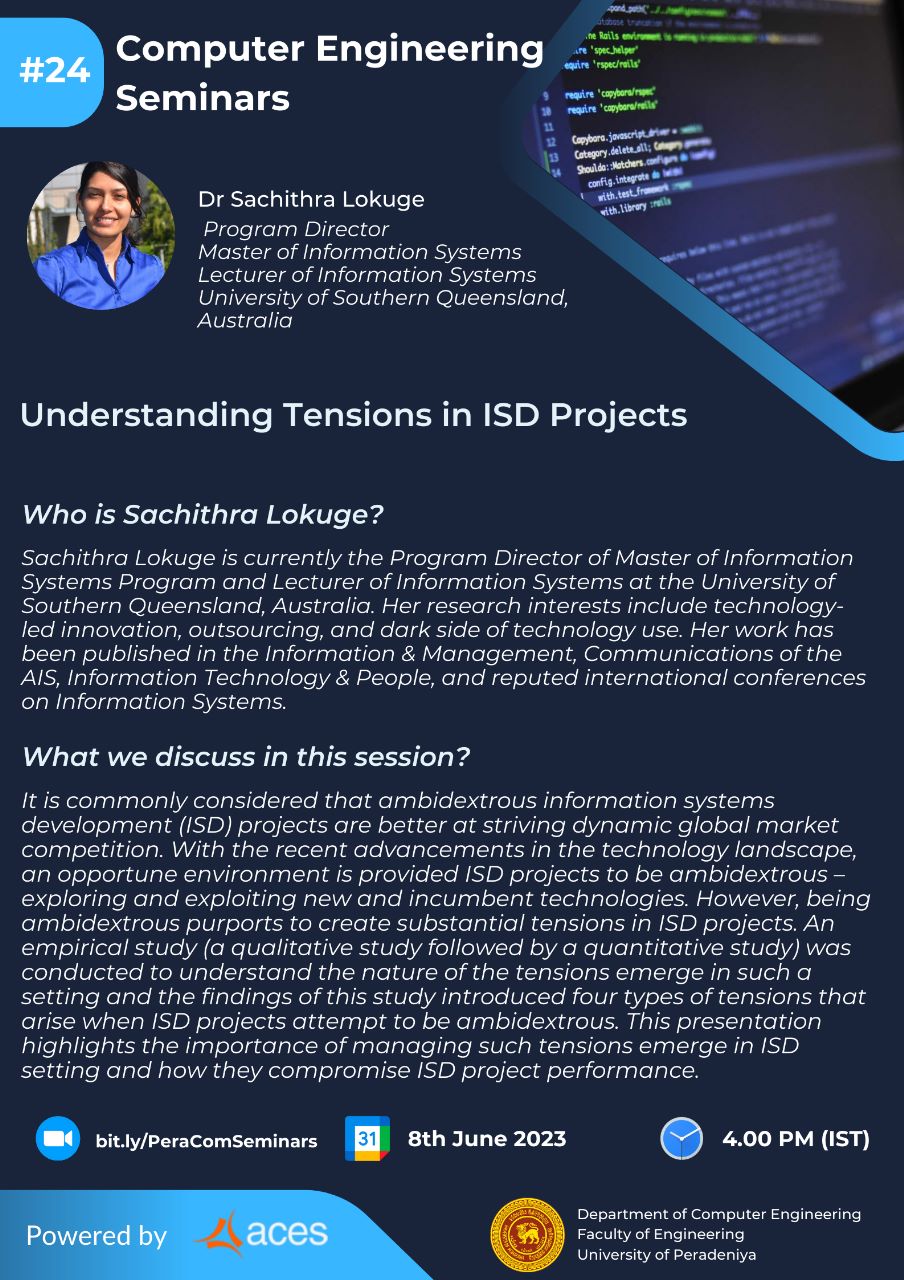 #24
Computer Engineering
Seminars
Dr Sachithra Lokuge
Program Director
Master of Information Systems
Lecturer of Information Systems
University of Southern Queensland,
Australia
require 'capybara/rspec'
require 'capybara/rails'
Understanding Tensions in ISD Projects
Who is Sachithra Lokuge?
Sachithra Lokuge is currently the Program Director of Master of Information
Systems Program and Lecturer of Information Systems at the University of
Southern Queensland, Australia. Her research interests include technology-
led innovation, outsourcing, and dark side of technology use. Her work has
been published in the Information & Management, Communications of the
AIS, Information Technology & People, and reputed international conferences
on Information Systems.
What we discuss in this session?
It is commonly considered that ambidextrous information systems
development (ISD) projects are better at striving dynamic global market
competition. With the recent advancements in the technology landscape,
an opportune environment is provided ISD projects to be ambidextrous –
exploring and exploiting new and incumbent technologies. However, being
ambidextrous purports to create substantial tensions in ISD projects. An
empirical study (a qualitative study followed by a quantitative study) was
conducted to understand the nature of the tensions emerge in such a
setting and the findings of this study introduced four types of tensions that
arise when ISD projects attempt to be ambidextrous. This presentation
highlights the importance of managing such tensions emerge in ISD
setting and how they compromise ISD project performance.
bit.ly/PeraComSeminars
31
8th June 2023
4.00 PM (IST)
Powered by
aces
Department of Computer Engineering
Faculty of Engineering
University of Peradeniya